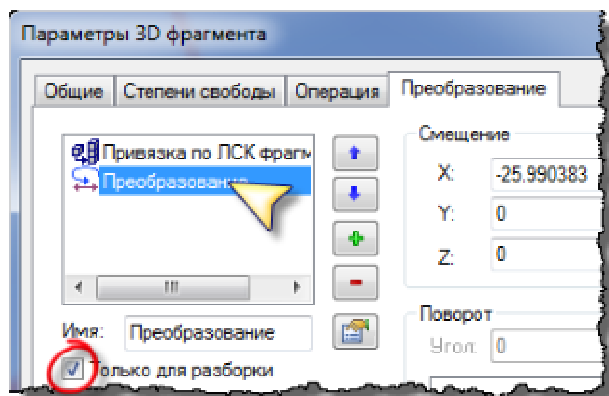 Параметры 3D фрагмента
Общие Степени свободы Операция Преобразование
Привязка по ЛСК фрагм
Преобразование
Смещение
X: -25.990383
Y: 0
Z: 0
Имя: Преобразование
Поворот
Угол: 0
Только для разборки